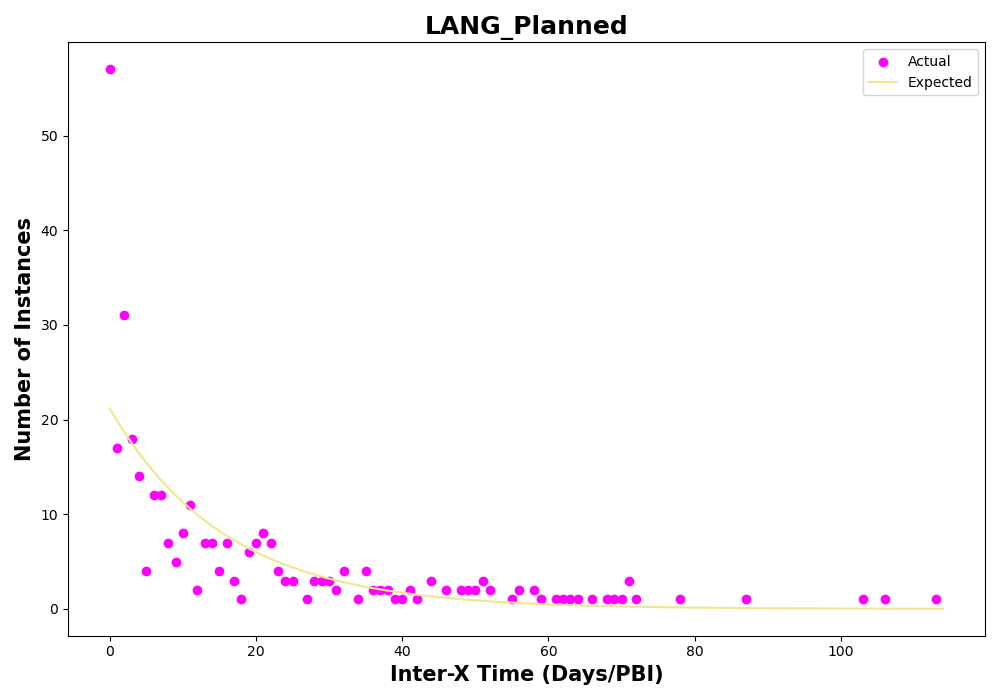 LANG_Planned
Actual
Expected
Number of Instances
50
40
30
20
10
0
0 20 40 60 80 100
Inter-X Time (Days/PBI)